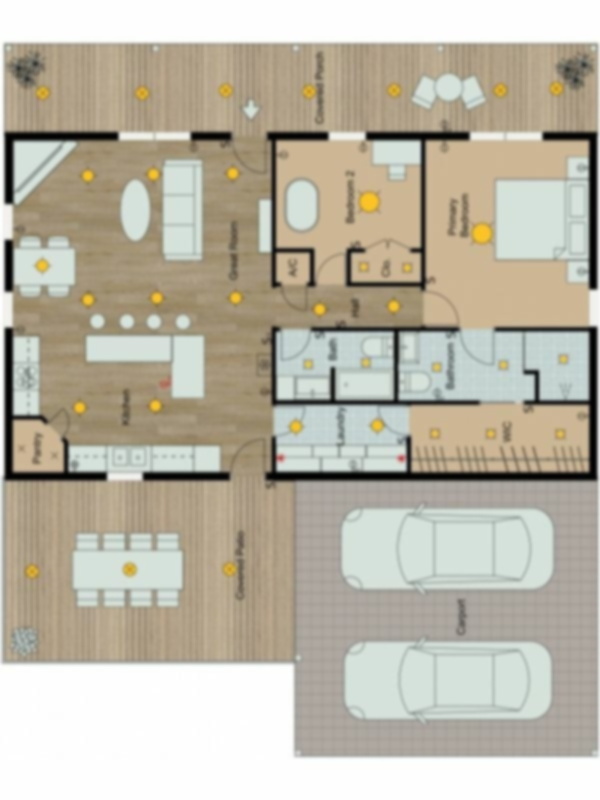 Covered Porch
Bedroom 2
Primary
Bedroom
Great Room
A/C
Clo.
Hall
Bath
Bathroom
Kitchen
Laundry
WIC
Pantry
Covered Patio
Carport